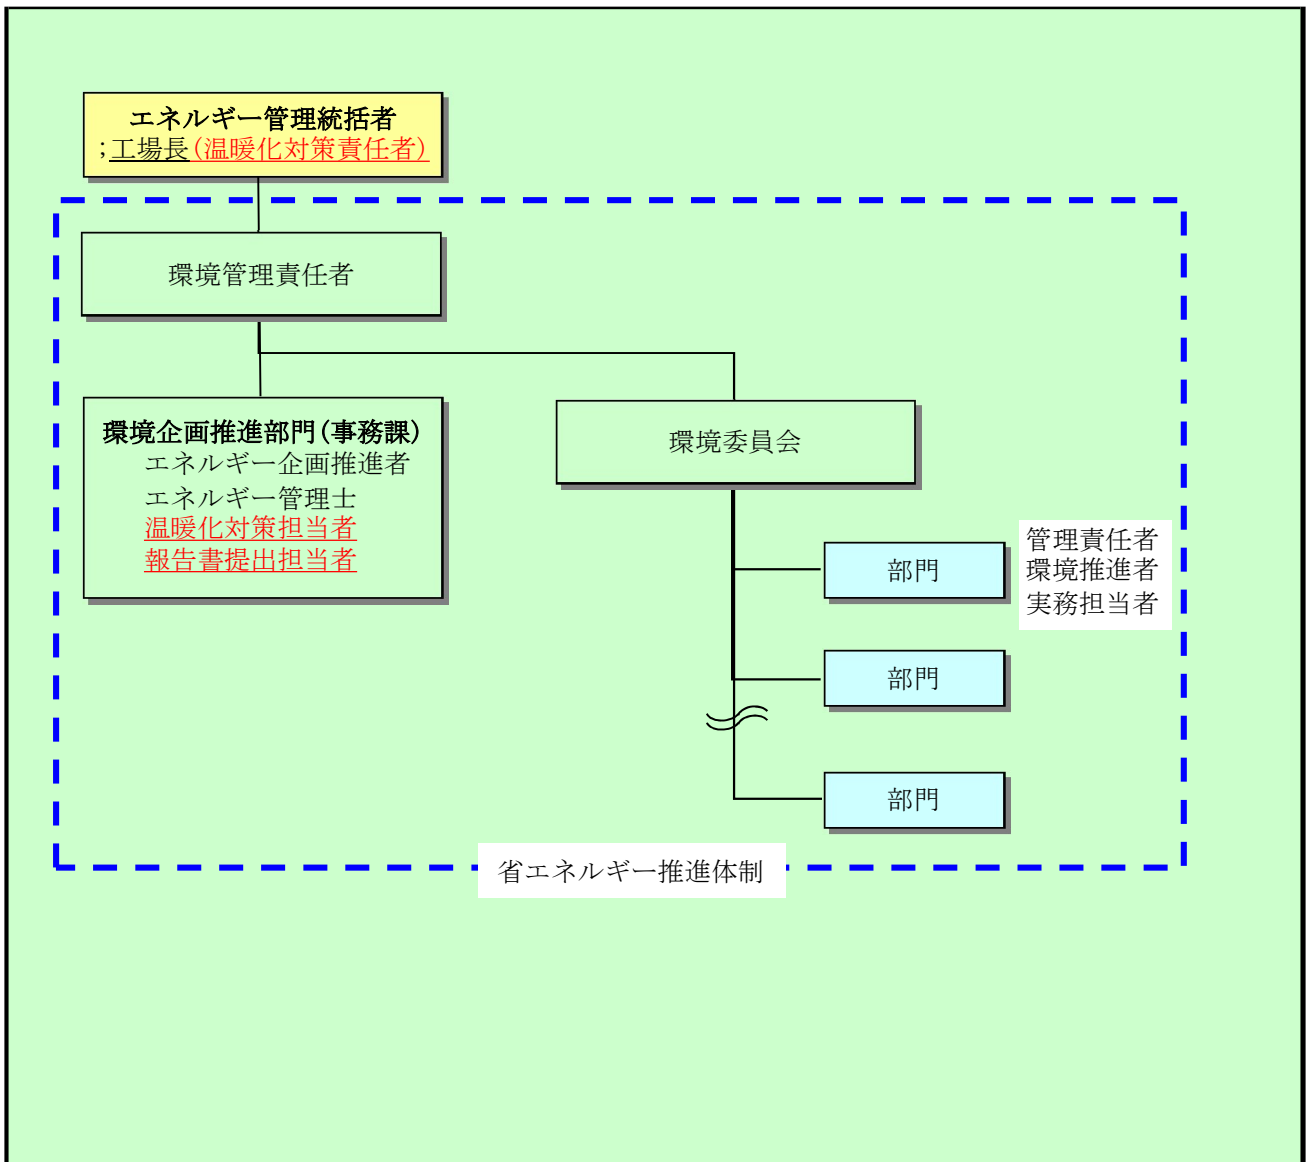 エネルギー管理統括者
;工場長(温暖化対策責任者)
環境管理責任者
環境企画推進部門(事務課)
エネルギー企画推進者
エネルギー管理士
温暖化対策担当者
報告書提出担当者
環境委員会
部門
管理責任者
環境推進者
実務担当者
部門
部門
省エネルギー推進体制